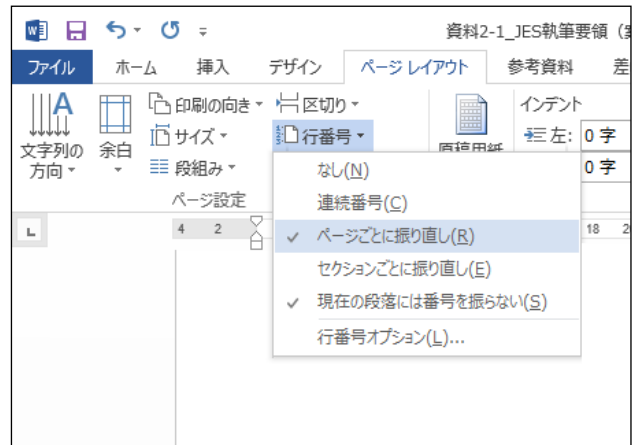 資料2-1_JES執筆要領
ファイル ホーム 挿入 デザイン ページ レイアウト 参考資料 差
文字列の方向 余白 印刷の向き 区切り インデント
サイズ 行番号 原稿用紙 左: 0 字
段組み 0 字
ページ設定
4 2 18
なし(N)
連続番号(C)
ページごとに振り直し(R)
セクションごとに振り直し(E)
現在の段落には番号を振らない(S)
行番号オプション(L)...